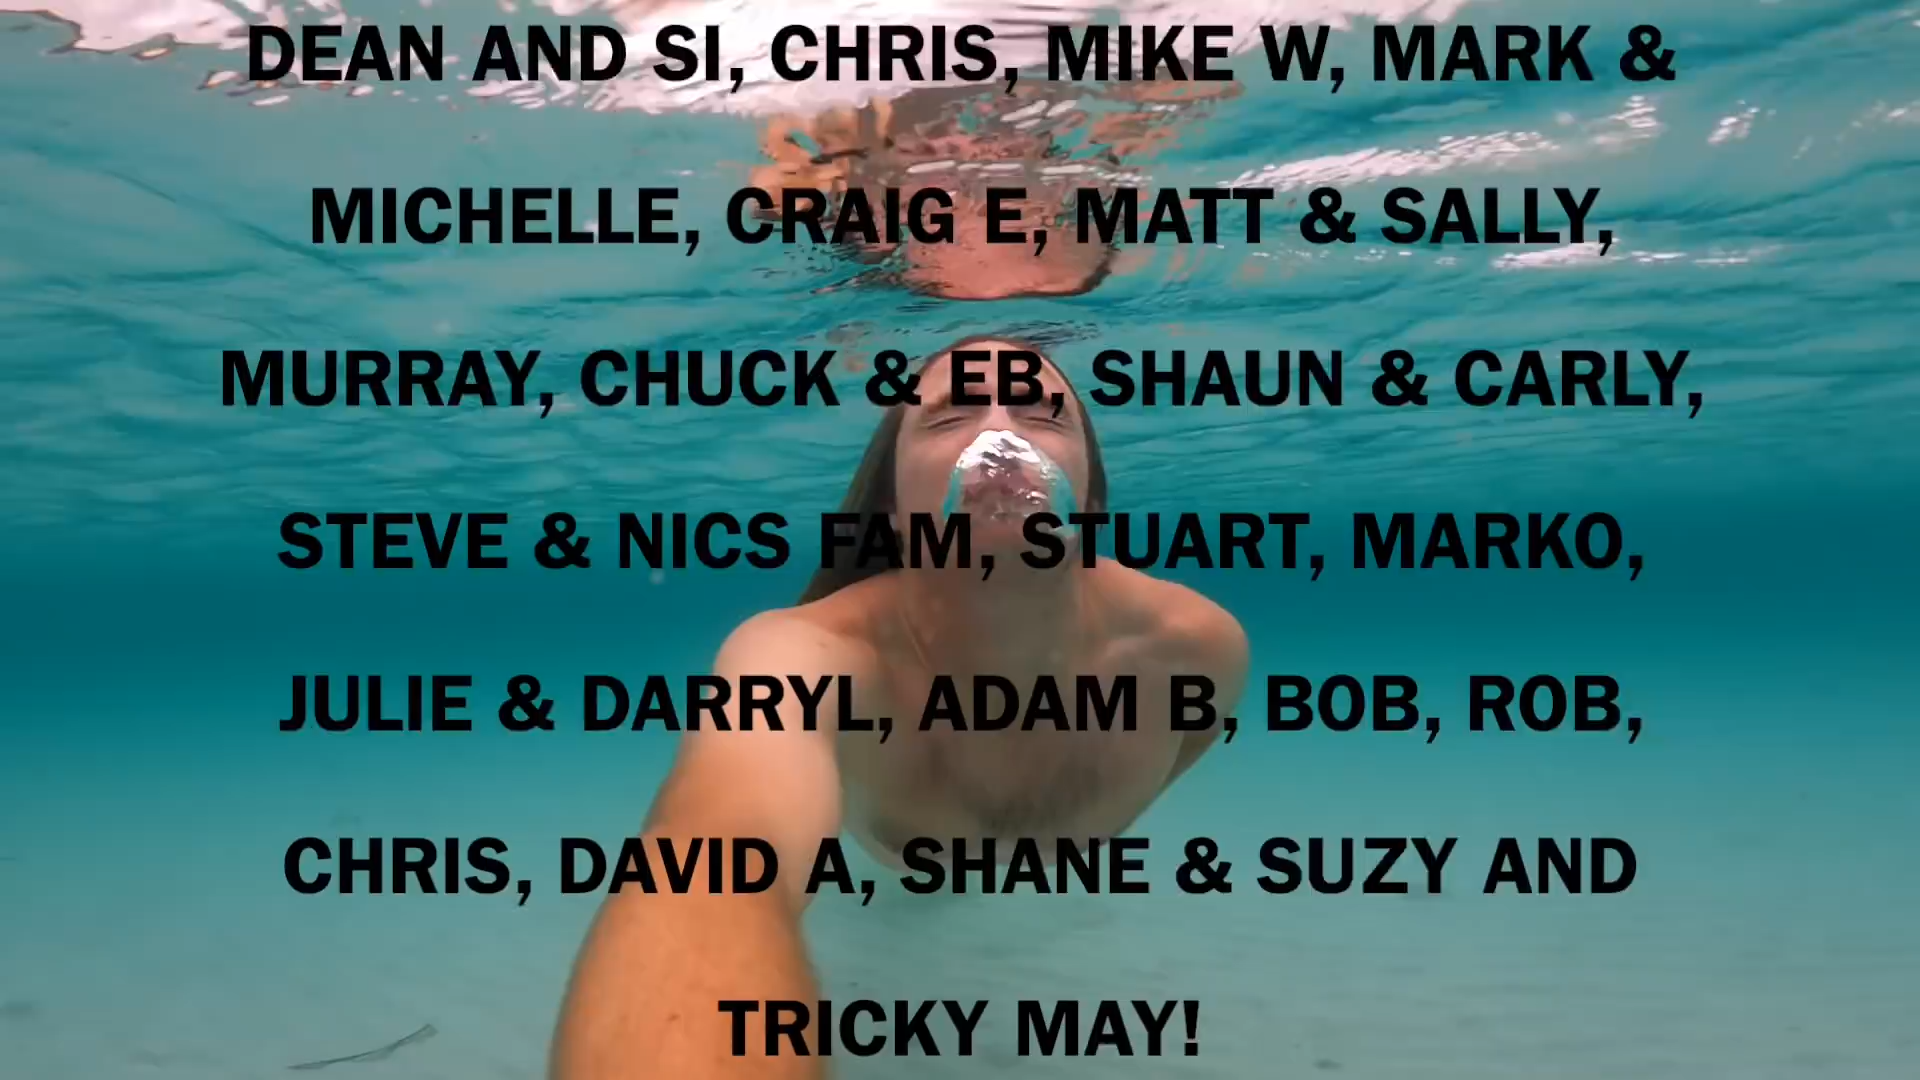 DEAN AND SI, CHRIS, MIKE W, MARK &
MICHELLE, CRAIG E, MATT & SALLY,
MURRAY, CHUCK & EB, SHAUN & CARLY,
STEVE & NICS FAM, STUART, MARKO,
JULIE & DARRYL, ADAM B, BOB, ROB,
CHRIS, DAVID A, SHANE & SUZY AND
TRICKY MAY!